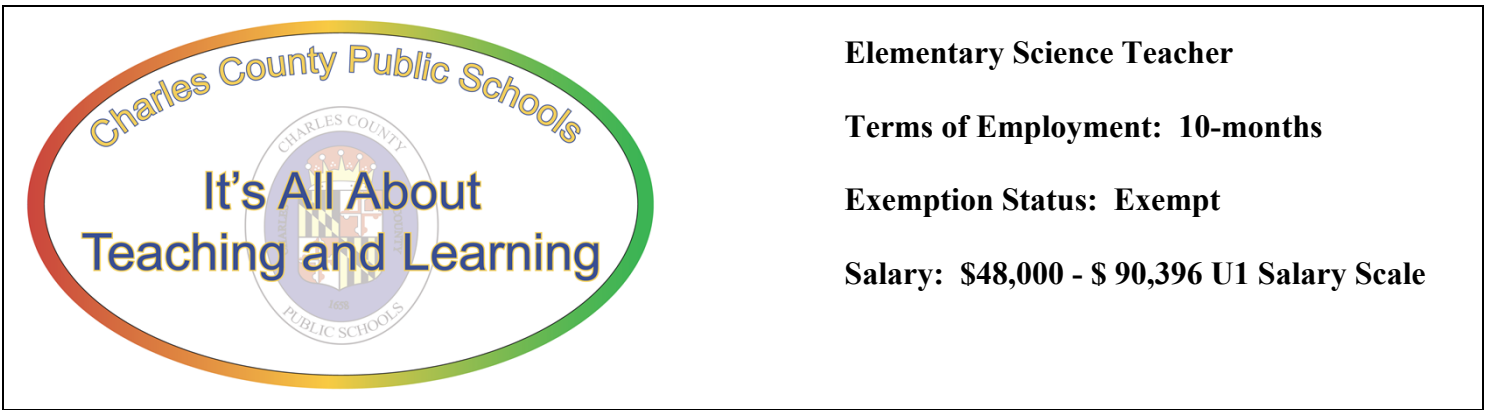 Charles County Public Schools
CHARLES COUNTY
It's All About
Teaching and Learning
1658
PUBLIC SCHOOLS
Elementary Science Teacher
Terms of Employment:  10-months
Exemption Status:  Exempt
Salary:  $48,000 - $ 90,396 U1 Salary Scale